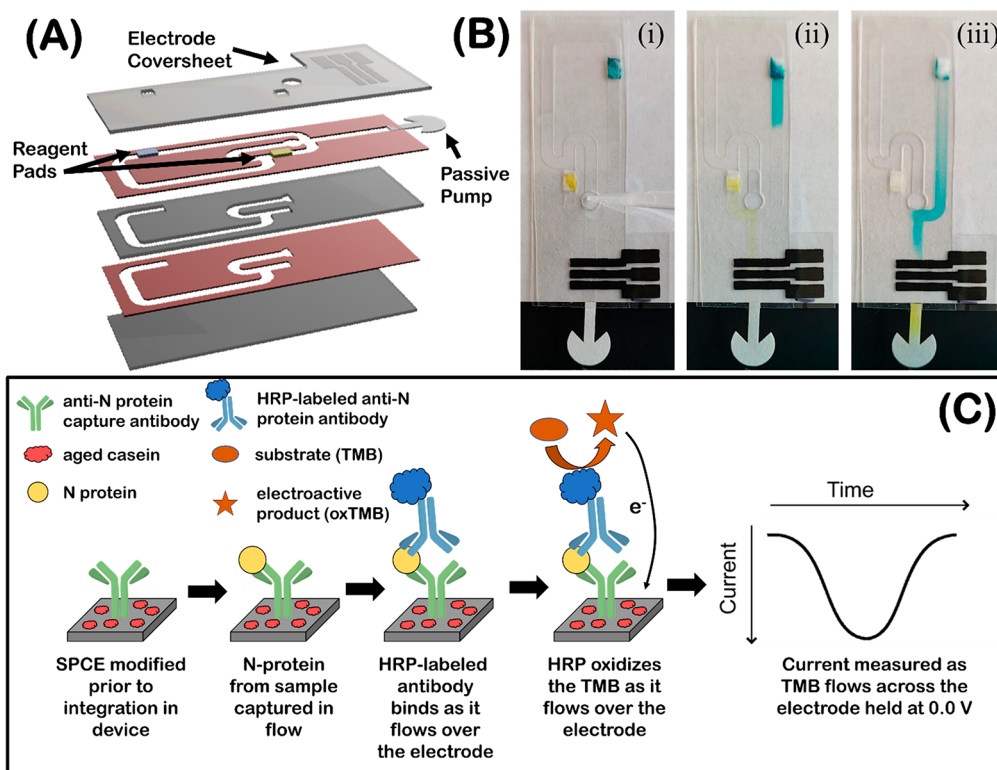 (A)
Electrode
Coversheet
Reagent
Pads
Passive
Pump
(B)
(i)
(ii)
(iii)
(C)
anti-N protein
capture antibody
aged casein
N protein
HRP-labeled anti-N
protein antibody
substrate (TMB)
electroactive
product (oxTMB)
e-
SPCE modified
prior to
integration in
device
N-protein
from sample
captured in
flow
HRP-labeled
antibody
binds as it
flows over
the electrode
HRP oxidizes
the TMB as it
flows over the
electrode
Time
Current
Current measured as
TMB flows across the
electrode held at 0.0 V